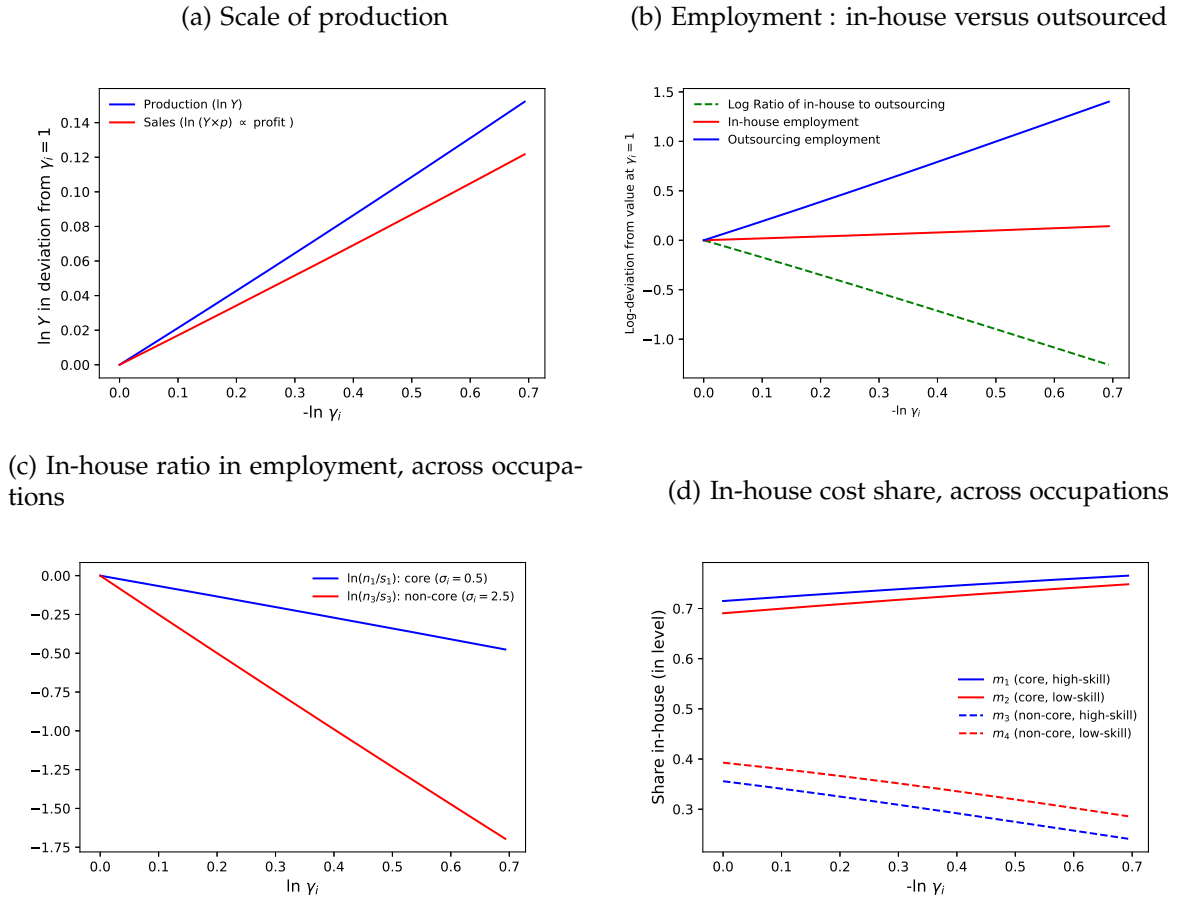 (a) Scale of production
Production (ln Y)
Sales (ln (Y×p) ∝ profit )
ln Y in deviation from γᵢ = 1
0.14
0.12
0.10
0.08
0.06
0.04
0.02
0.00
0.0 0.1 0.2 0.3 0.4 0.5 0.6 0.7
-ln γᵢ
(b) Employment : in-house versus outsourced
Log Ratio of in-house to outsourcing
In-house employment
Outsourcing employment
Log-deviation from value at γᵢ = 1
1.5
1.0
0.5
0.0
−0.5
−1.0
0.0 0.1 0.2 0.3 0.4 0.5 0.6 0.7
-ln γᵢ
(c) In-house ratio in employment, across occupa-
tions
ln(n₁/s₁): core (σᵢ = 0.5)
ln(n₃/s₃): non-core (σᵢ = 2.5)
0.00
−0.25
−0.50
−0.75
−1.00
−1.25
−1.50
−1.75
0.0 0.1 0.2 0.3 0.4 0.5 0.6 0.7
ln γᵢ
(d) In-house cost share, across occupations
Share in-house (in level)
0.7
0.6
0.5
0.4
0.3
m₁ (core, high-skill)
m₂ (core, low-skill)
m₃ (non-core, high-skill)
m₄ (non-core, low-skill)
0.0 0.1 0.2 0.3 0.4 0.5 0.6 0.7
-ln γᵢ